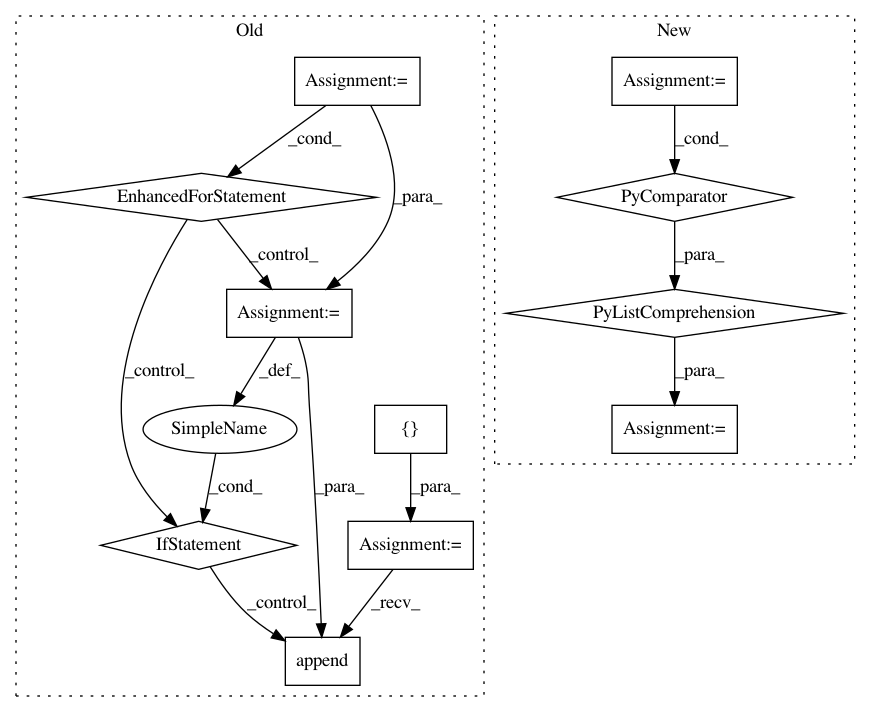 Old
New
Assignment:=
Assignment:=
_cond_
_cond_
EnhancedForStatement
_para_
PyComparator
_control_
_para_
Assignment:=
PyListComprehension
_control_
_def_
_para_
SimpleName
{}
Assignment:=
_cond_
_para_
_para_
IfStatement
Assignment:=
_control_
_recv_
append